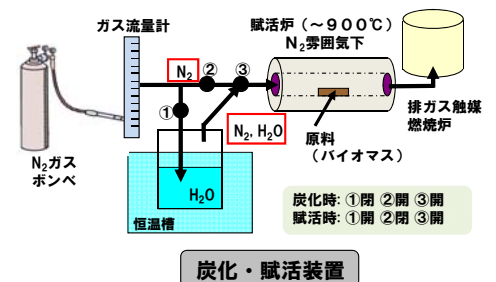 ガス流量計
賦活炉(~900℃)
N₂雰囲気下
N₂
②
③
①
N₂, H₂O
原料
(バイオマス)
排ガス触媒
燃焼炉
N₂ガス
ボンベ
H₂O
恒温槽
炭化時: ①閉 ②開 ③開
賦活時: ①開 ②閉 ③開
炭化・賦活装置